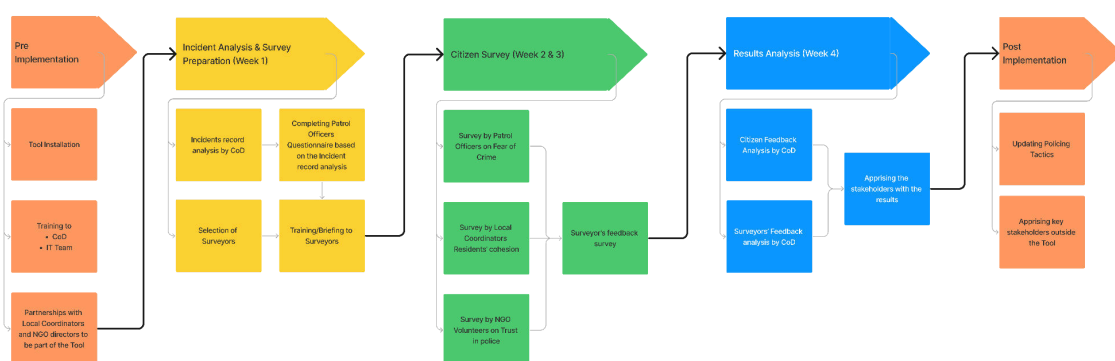 Pre
Implementation
Tool Installation
Training to
• CoD
• IT Team
Partnerships with
Local Coordinators
and NGO directors to
be part of the Tool
Incident Analysis & Survey
Preparation (Week 1)
Incidents record
analysis by CoD
Completing Patrol
Officers
Questionnaire based
on the Incident
record analysis
Selection of
Surveyors
Training/Briefing to
Surveyors
Citizen Survey (Week 2 & 3)
Survey by Patrol
Officers on Fear of
Crime
Survey by Local
Coordinators
Residents' cohesion
Survey by NGO
Volunteers on Trust
in police
Surveyor's feedback
survey
Results Analysis (Week 4)
Citizen Feedback
Analysis by CoD
Surveyors' Feedback
analysis by CoD
Apprising the
stakeholders with the
results
Post
Implementation
Updating Policing
Tactics
Apprising key
stakeholders outside
the Tool